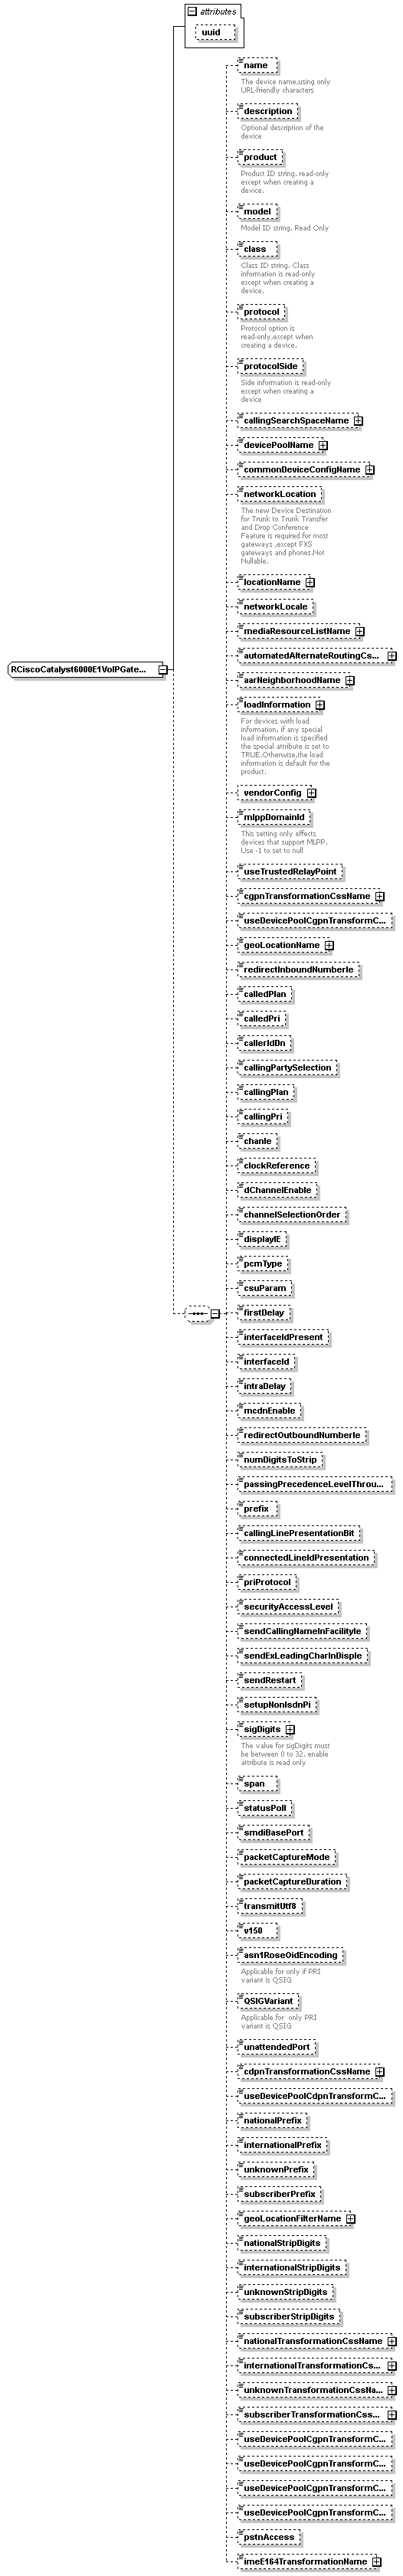 attributes
uuid
name
The device name,using only
URL-friendly characters
description
Optional description of the
device
product
Product ID string. read-only
except when creating a
device.
model
Model ID string. Read Only
class
Class ID string. Class
information is read-only
except when creating a
device.
protocol
Protocol option is
read-only,except when
creating a device.
protocolSide
Side information is read-only
except when creating a
device
callingSearchSpaceName
devicePoolName
commonDeviceConfigName
networkLocation
The new Device Destination
for Trunk to Trunk Transfer
and Drop Conference
Feature is required for most
gateways ,except FXS
gateways and phones.Not
Nullable.
locationName
networkLocale
mediaResourceListName
automatedAlternateRoutingCs...
RCiscoCatalyst6000E1VoIPGate...
aarNeighborhoodName
loadInformation
For devices with load
information, if any special
load information is specified
the special attribute is set to
TRUE.Otherwise,the load
information is default for the
product.
vendorConfig
mlppDomainId
This setting only effects
devices that support MLPP.
Use -1 to set to null
useTrustedRelayPoint
cgpnTransformationCssName
useDevicePoolCgpnTransformC...
geoLocationName
redirectInboundNumberIe
calledPlan
calledPri
callerIdDn
callingPartySelection
callingPlan
callingPri
chanIe
clockReference
dChannelEnable
channelSelectionOrder
displayIE
pcmType
csuParam
firstDelay
interfaceIdPresent
interfaceId
intraDelay
mcdnEnable
redirectOutboundNumberIe
numDigitsToStrip
passingPrecedenceLevelThrou...
prefix
callingLinePresentationBit
connectedLineIdPresentation
priProtocol
securityAccessLevel
sendCallingNameInFacilityIe
sendExLeadingCharInDispIe
sendRestart
setupNonIsdnPi
sigDigits
The value for sigDigits must
be between 0 to 32. enable
attribute is read only
span
statusPoll
smdiBasePort
packetCaptureMode
packetCaptureDuration
transmitUtf8
v150
asn1RoseOidEncoding
Applicable for only if PRI
variant is QSIG
QSIGVariant
Applicable for only PRI
variant is QSIG
unattendedPort
cdpnTransformationCssName
useDevicePoolCdpnTransformC...
nationalPrefix
internationalPrefix
unknownPrefix
subscriberPrefix
geoLocationFilterName
nationalStripDigits
internationalStripDigits
unknownStripDigits
subscriberStripDigits
nationalTransformationCssName
internationalTransformationCs...
unknownTransformationCssNa...
subscriberTransformationCss...
useDevicePoolCgpnTransformC...
useDevicePoolCgpnTransformC...
useDevicePoolCgpnTransformC...
useDevicePoolCgpnTransformC...
pstnAccess
imeE164TransformationName